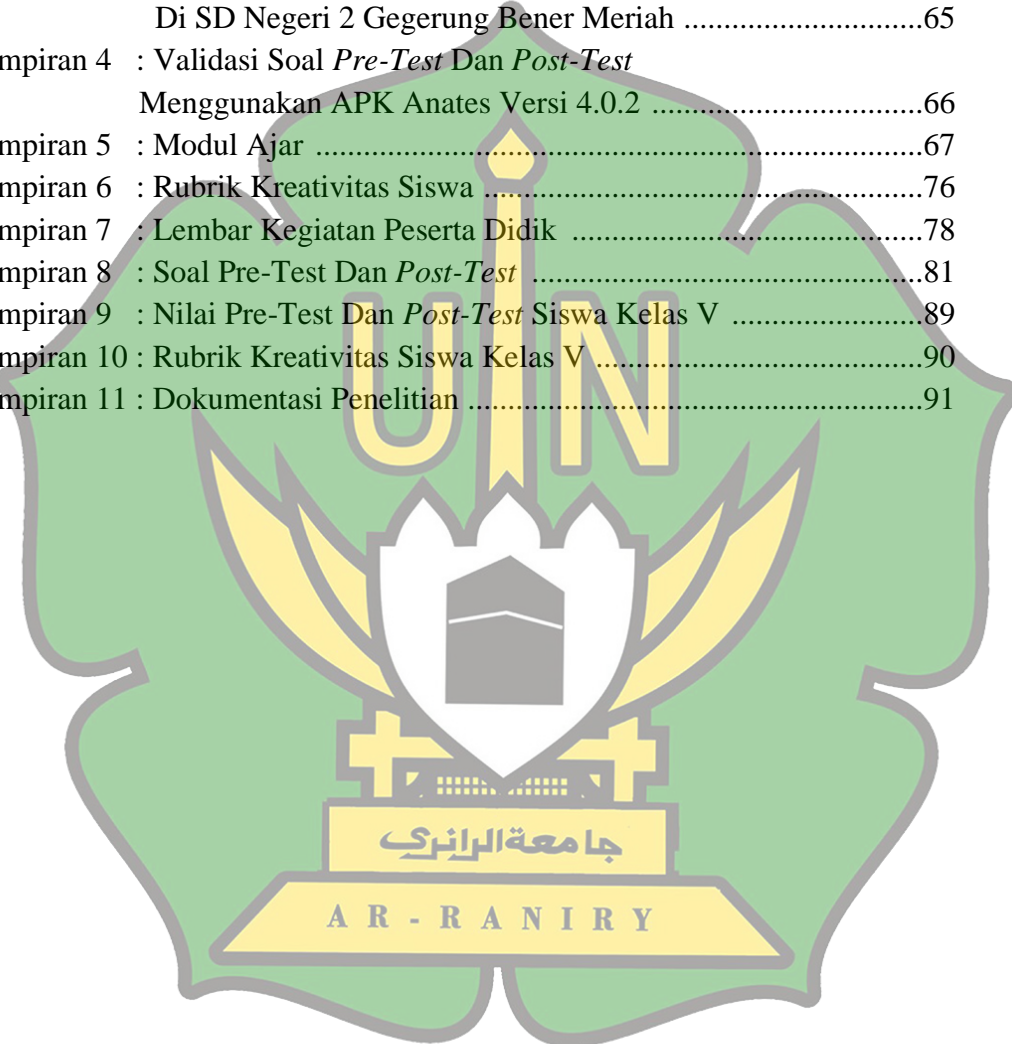 Di SD Negeri 2 Gegerung Bener Meriah ............................65
mpiran 4 : Validasi Soal Pre-Test Dan Post-Test
Menggunakan APK Anates Versi 4.0.2 ................................66
mpiran 5 : Modul Ajar ........................................................................67
mpiran 6 : Rubrik Kreativitas Siswa ....................................................76
mpiran 7 : Lembar Kegiatan Peserta Didik ..........................................78
mpiran 8 : Soal Pre-Test Dan Post-Test ...............................................81
mpiran 9 : Nilai Pre-Test Dan Post-Test Siswa Kelas V .......................89
mpiran 10 : Rubrik Kreativitas Siswa Kelas V .......................................90
mpiran 11 : Dokumentasi Penelitian ......................................................91
UIN
جامعةالرانري
AR-RANIRY